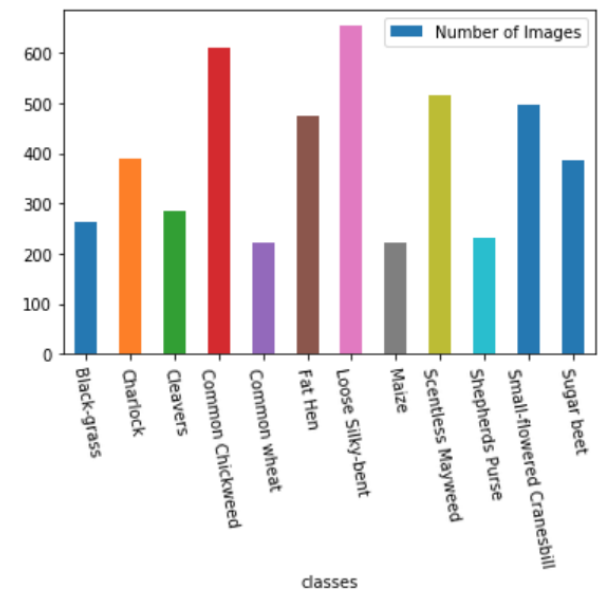 Number of Images
600
500
400
300
200
100
0
Black-grass
Charlock
Cleavers
Common Chickweed
Common wheat
Fat Hen
Loose Silky-bent
Maize
Scentless Mayweed
Shepherds Purse
Small-flowered Cranesbill
Sugar beet
classes